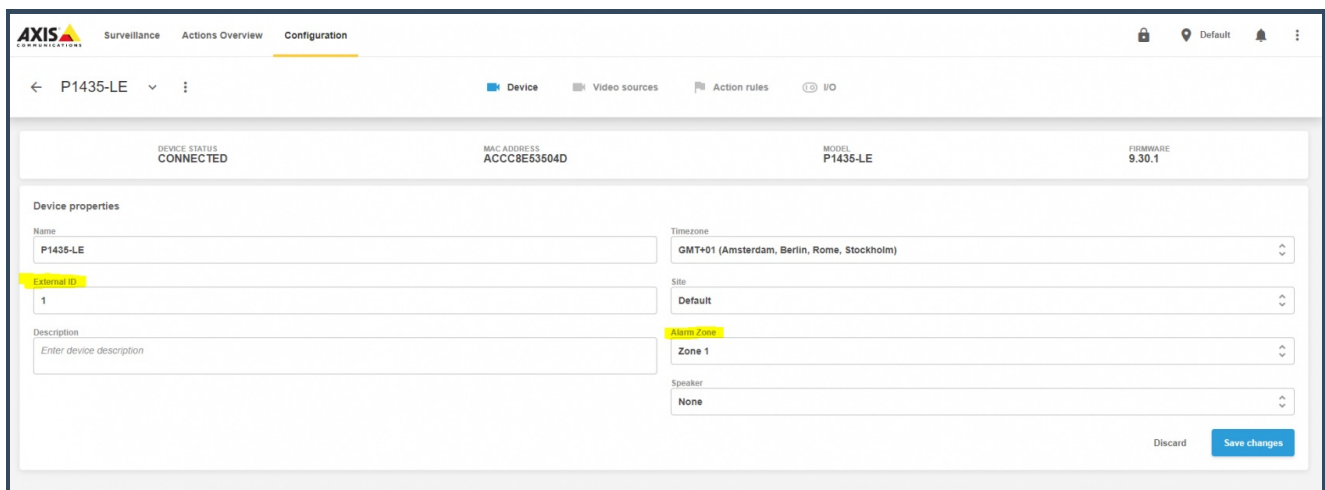 AXIS
COMMUNICATIONS
Surveillance Actions Overview Configuration Default
P1435-LE Device Video sources Action rules I/O
DEVICE STATUS MAC ADDRESS MODEL FIRMWARE
CONNECTED ACCC8E53504D P1435-LE 9.30.1
Device properties
Name
P1435-LE
Timezone
GMT+01 (Amsterdam, Berlin, Rome, Stockholm)
External ID
1
Site
Default
Description
Enter device description
Alarm Zone
Zone 1
Speaker
None
Discard Save changes